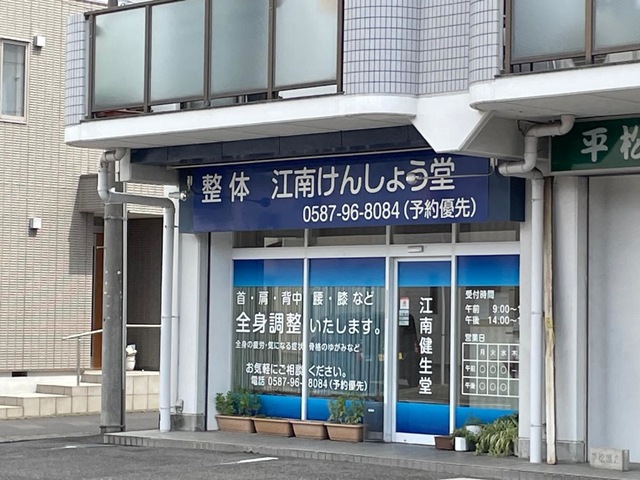 整体 江南けんしょう堂
0587-96-8084(予約優先)
平松
首・肩・背中 腰・膝など
全身調整いたします。
全身の疲労・気になる症状 骨格のゆがみなど
お気軽にご相談ください。
電話 0587-96-8084(予約優先)
江南健生堂
受付時間
午前 9:00〜
午後 14:00〜
営業日
月 火 水 木
午前 〇 〇 〇
午後 〇 〇 〇